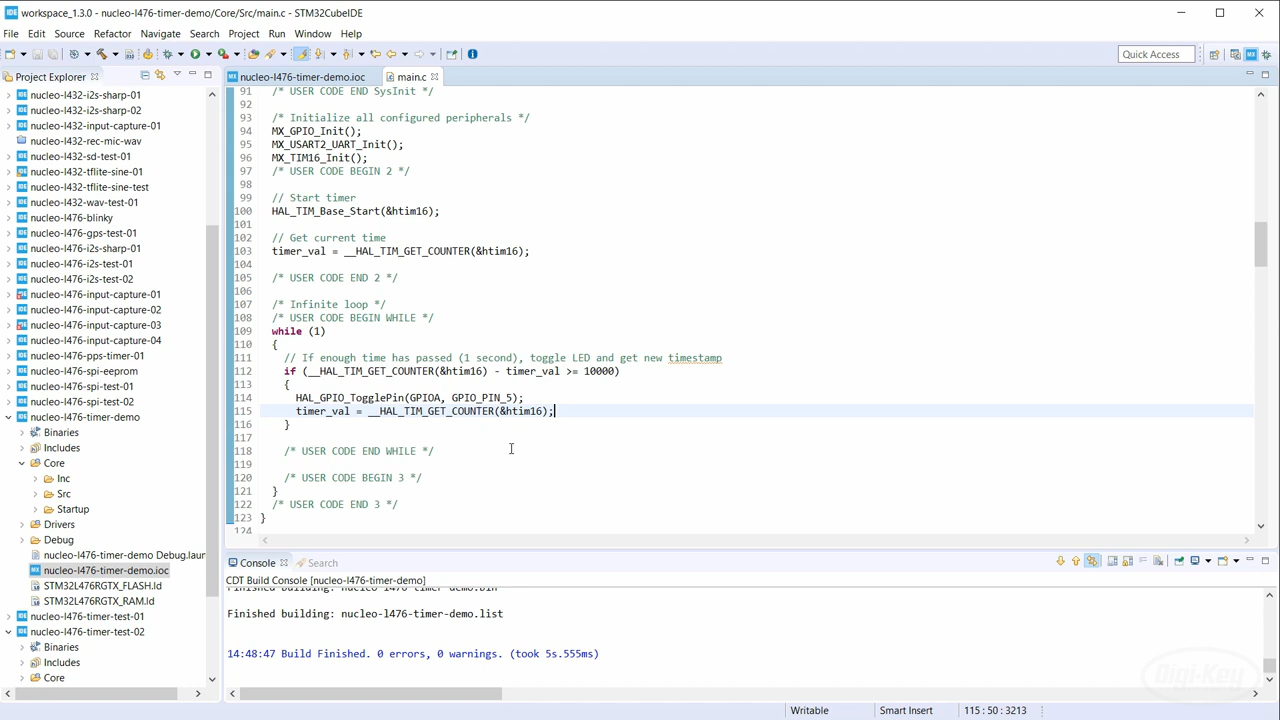 IDE workspace_1.3.0 - nucleo-l476-timer-demo/Core/Src/main.c - STM32CubeIDE
File Edit Source Refactor Navigate Search Project Run Window Help
Quick Access
Project Explorer
nucleo-l432-i2s-sharp-01
nucleo-l432-i2s-sharp-02
nucleo-l432-input-capture-01
nucleo-l432-rec-mic-wav
nucleo-l432-sd-test-01
nucleo-l432-tflite-sine-01
nucleo-l432-tflite-sine-test
nucleo-l432-wav-test-01
nucleo-l476-blinky
nucleo-l476-gps-test-01
nucleo-l476-i2s-sharp-01
nucleo-l476-i2s-test-01
nucleo-l476-i2s-test-02
nucleo-l476-input-capture-01
nucleo-l476-input-capture-02
nucleo-l476-input-capture-03
nucleo-l476-input-capture-04
nucleo-l476-pps-timer-01
nucleo-l476-spi-eeprom
nucleo-l476-spi-test-01
nucleo-l476-spi-test-02
nucleo-l476-timer-demo
Binaries
Includes
Core
Inc
Src
Startup
Drivers
Debug
nucleo-l476-timer-demo Debug.laun
nucleo-l476-timer-demo.ioc
STM32L476RGTX_FLASH.ld
STM32L476RGTX_RAM.ld
nucleo-l476-timer-test-01
nucleo-l476-timer-test-02
Binaries
Includes
Core
nucleo-l476-timer-demo.ioc main.c
91 /* USER CODE END SysInit */
92
93 /* Initialize all configured peripherals */
94 MX_GPIO_Init();
95 MX_USART2_UART_Init();
96 MX_TIM16_Init();
97 /* USER CODE BEGIN 2 */
98
99 // Start timer
100 HAL_TIM_Base_Start(&htim16);
101
102 // Get current time
103 timer_val = __HAL_TIM_GET_COUNTER(&htim16);
104
105 /* USER CODE END 2 */
106
107 /* Infinite loop */
108 /* USER CODE BEGIN WHILE */
109 while (1)
110 {
111 // If enough time has passed (1 second), toggle LED and get new timestamp
112 if (__HAL_TIM_GET_COUNTER(&htim16) - timer_val >= 10000)
113 {
114 HAL_GPIO_TogglePin(GPIOA, GPIO_PIN_5);
115 timer_val = __HAL_TIM_GET_COUNTER(&htim16);
116 }
117
118 /* USER CODE END WHILE */
119
120 /* USER CODE BEGIN 3 */
121 }
122 /* USER CODE END 3 */
123 }
124
Console Search
CDT Build Console [nucleo-l476-timer-demo]
Finished building: nucleo-l476-timer-demo.bin
Finished building: nucleo-l476-timer-demo.list
14:48:47 Build Finished. 0 errors, 0 warnings. (took 5s.555ms)
Digi-Key
Writable Smart Insert 115 : 50 : 3213